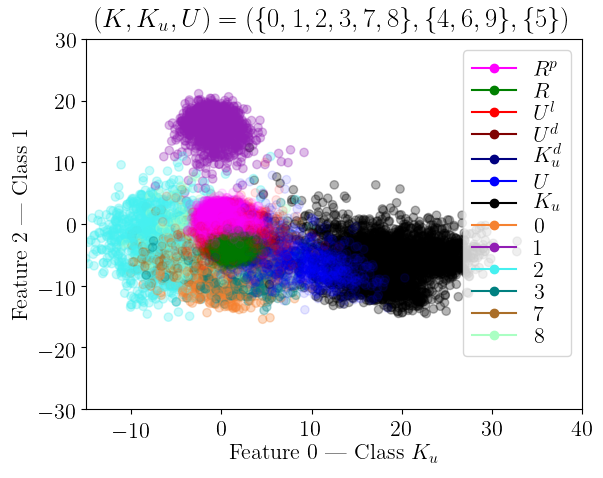 (K, K_u, U) = ({0, 1, 2, 3, 7, 8}, {4, 6, 9}, {5})
30
20
10
0
−10
−20
−30
Feature 2 — Class 1
R^p
R
U^l
U^d
K_u^d
U
K_u
0
1
2
3
7
8
−10 0 10 20 30 40
Feature 0 — Class K_u